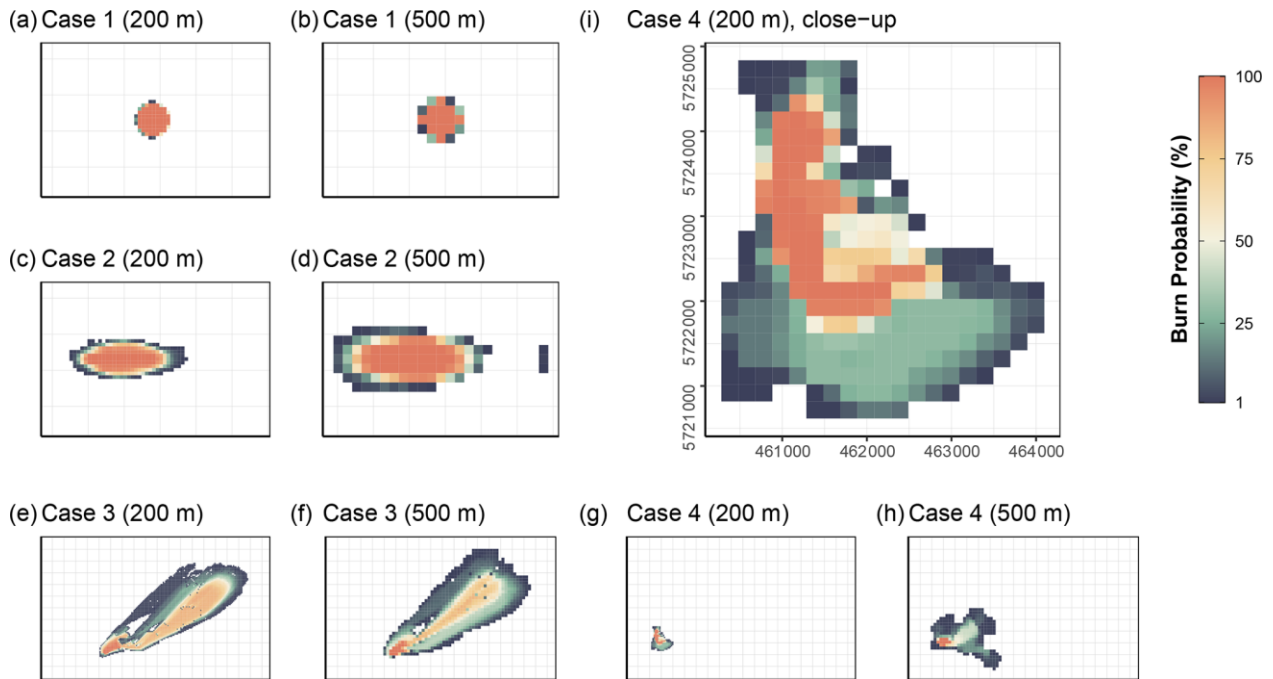 (a) Case 1 (200 m)
(b) Case 1 (500 m)
(i) Case 4 (200 m), close−up
(c) Case 2 (200 m)
(d) Case 2 (500 m)
5725000
5724000
5723000
5722000
5721000
461000 462000 463000 464000
Burn Probability (%)
100
75
50
25
1
(e) Case 3 (200 m)
(f) Case 3 (500 m)
(g) Case 4 (200 m)
(h) Case 4 (500 m)